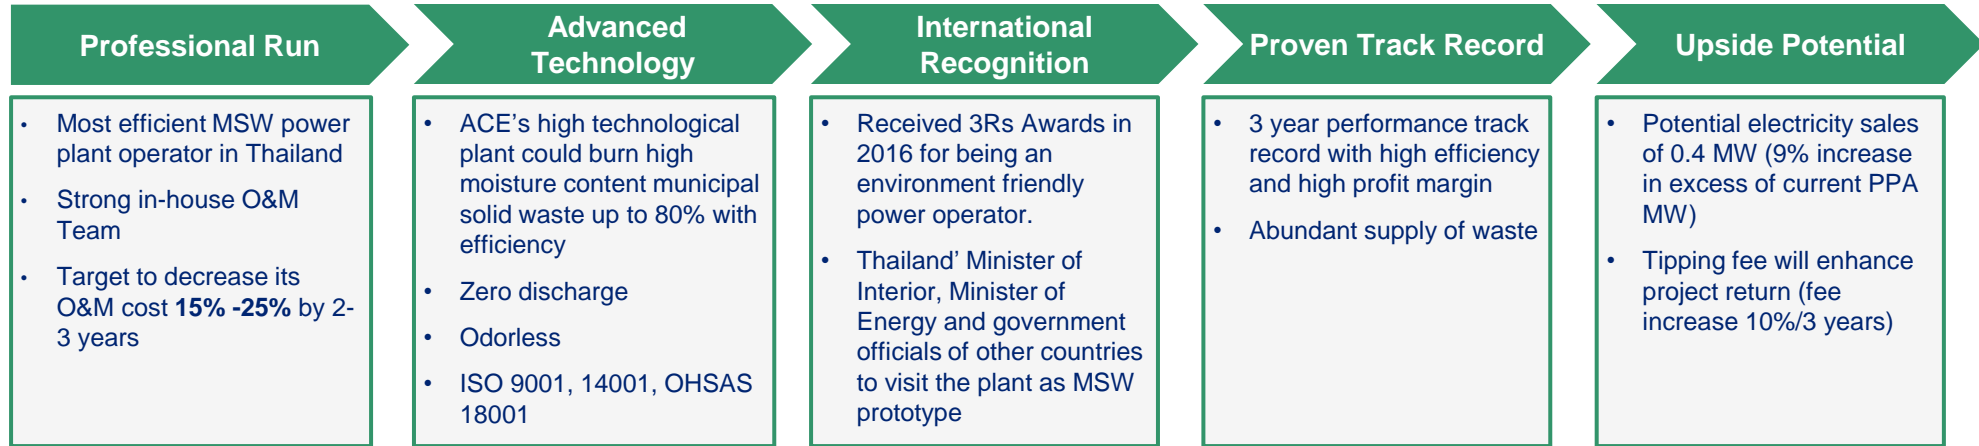 Professional Run
• Most efficient MSW power
plant operator in Thailand
• Strong in-house O&M
Team
• Target to decrease its
O&M cost 15% -25% by 2-
3 years
Advanced
Technology
• ACE's high technological
plant could burn high
moisture content municipal
solid waste up to 80% with
efficiency
• Zero discharge
• Odorless
• ISO 9001, 14001, OHSAS
18001
International
Recognition
• Received 3Rs Awards in
2016 for being an
environment friendly
power operator.
• Thailand' Minister of
Interior, Minister of
Energy and government
officials of other countries
to visit the plant as MSW
prototype
Proven Track Record
• 3 year performance track
record with high efficiency
and high profit margin
• Abundant supply of waste
Upside Potential
• Potential electricity sales
of 0.4 MW (9% increase
in excess of current PPA
MW)
• Tipping fee will enhance
project return (fee
increase 10%/3 years)